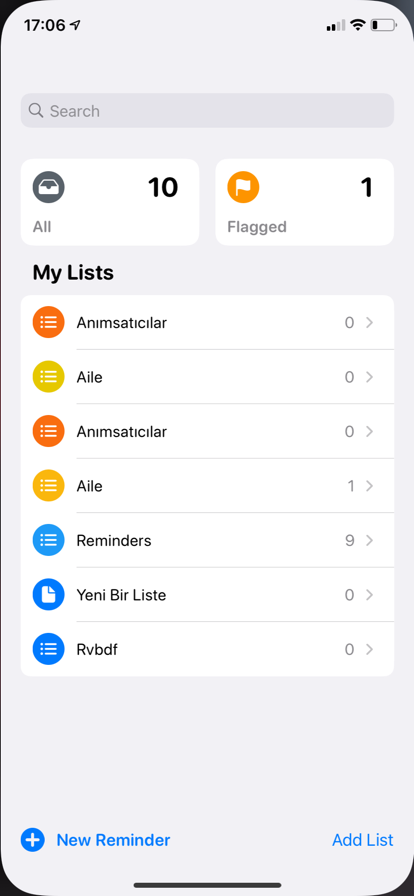 17:06
Search
10
All
1
Flagged
My Lists
Anımsatıcılar 0
Aile 0
Anımsatıcılar 0
Aile 1
Reminders 9
Yeni Bir Liste 0
Rvbdf 0
New Reminder Add List